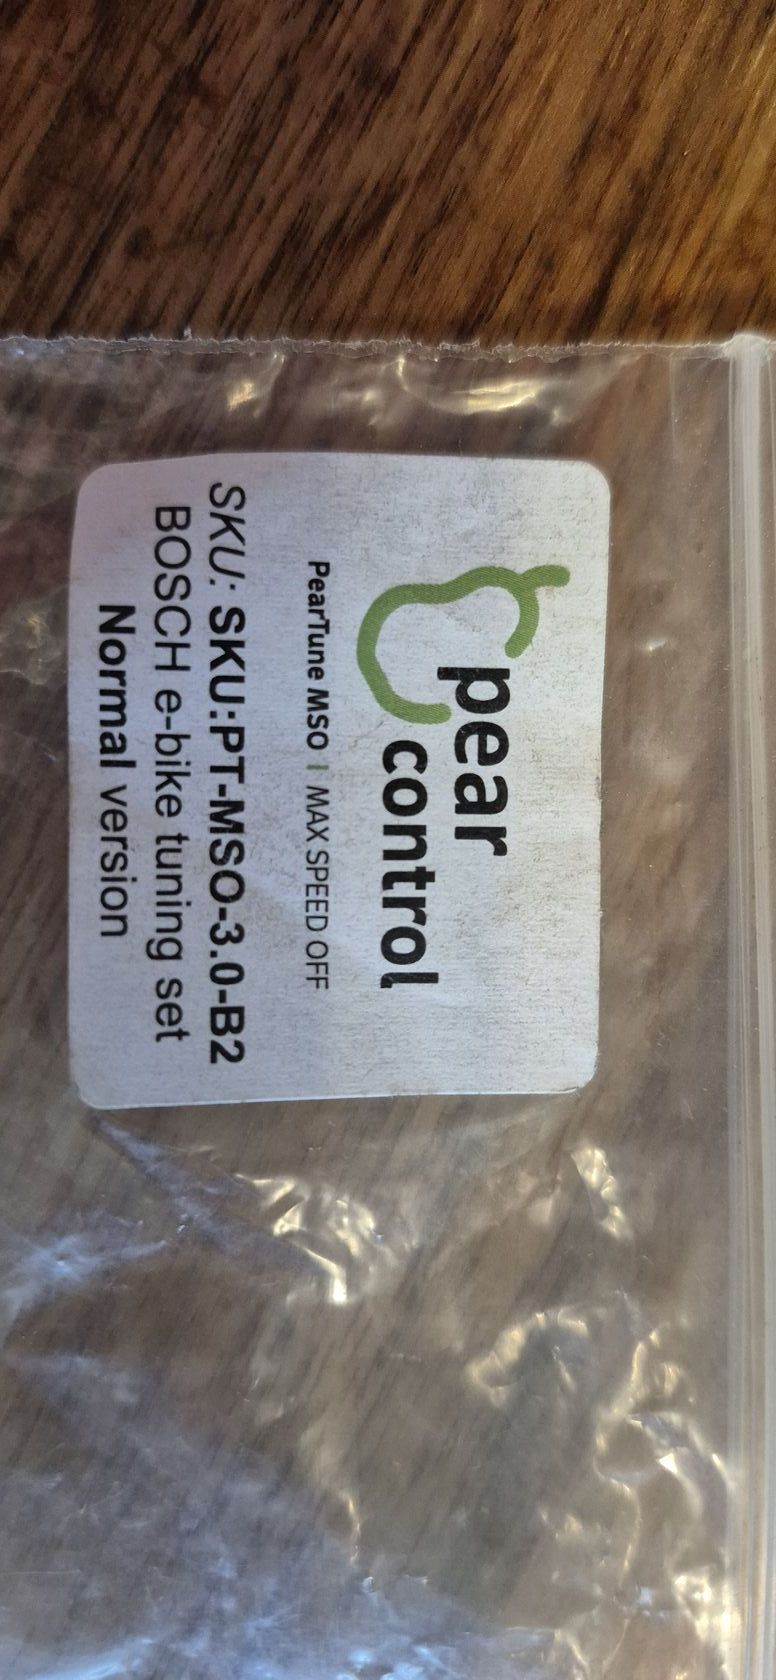 pear
control
PearTune MSO | MAX SPEED OFF
SKU: SKU:PT-MSO-3.0-B2
BOSCH e-bike tuning set
Normal version